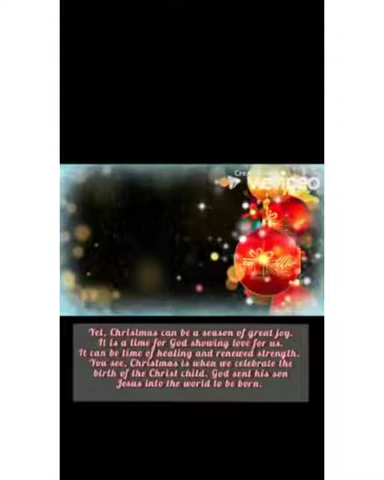 WeVideo
Yet, Christmas can be a season of great joy.
It is a time for God showing love for us.
It can be time of healing and renewed strength.
You see, Christmas is when we celebrate the
birth of the Christ child. God sent his son
Jesus into the world to be born.